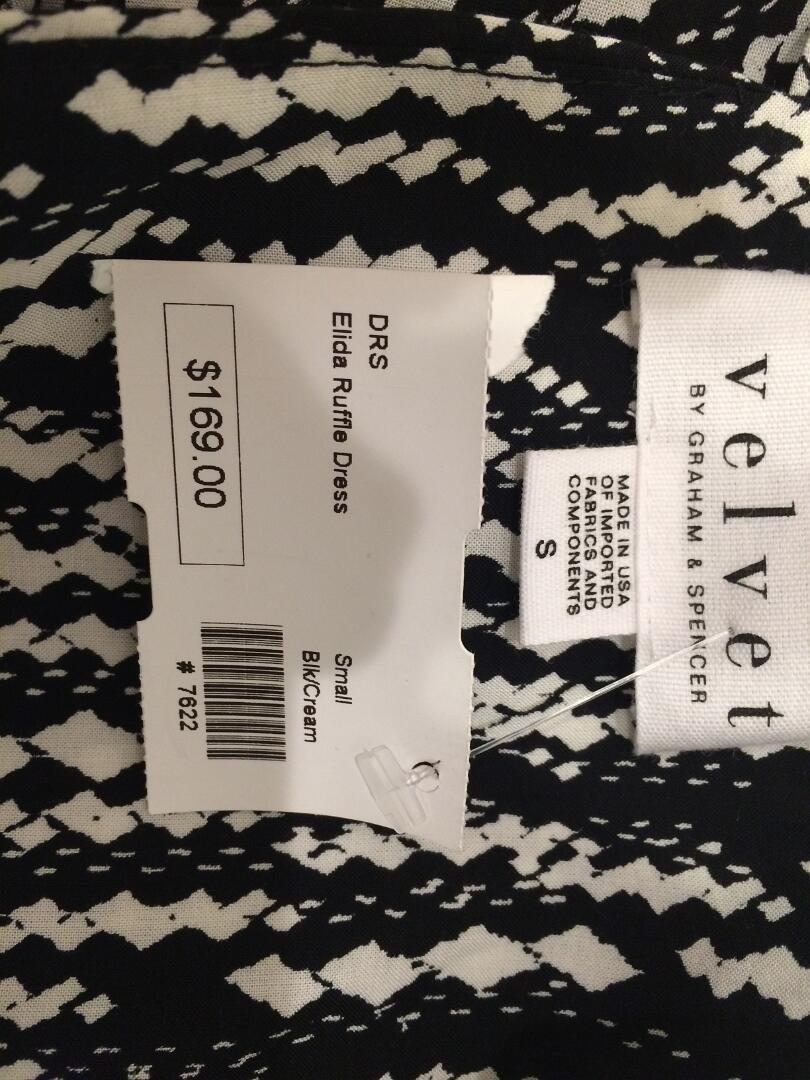 velvet
BY GRAHAM & SPENCER
MADE IN USA
OF IMPORTED
FABRICS AND
COMPONENTS
S
DRS
Elida Ruffle Dress
Small
Blk/Cream
$169.00
# 7622